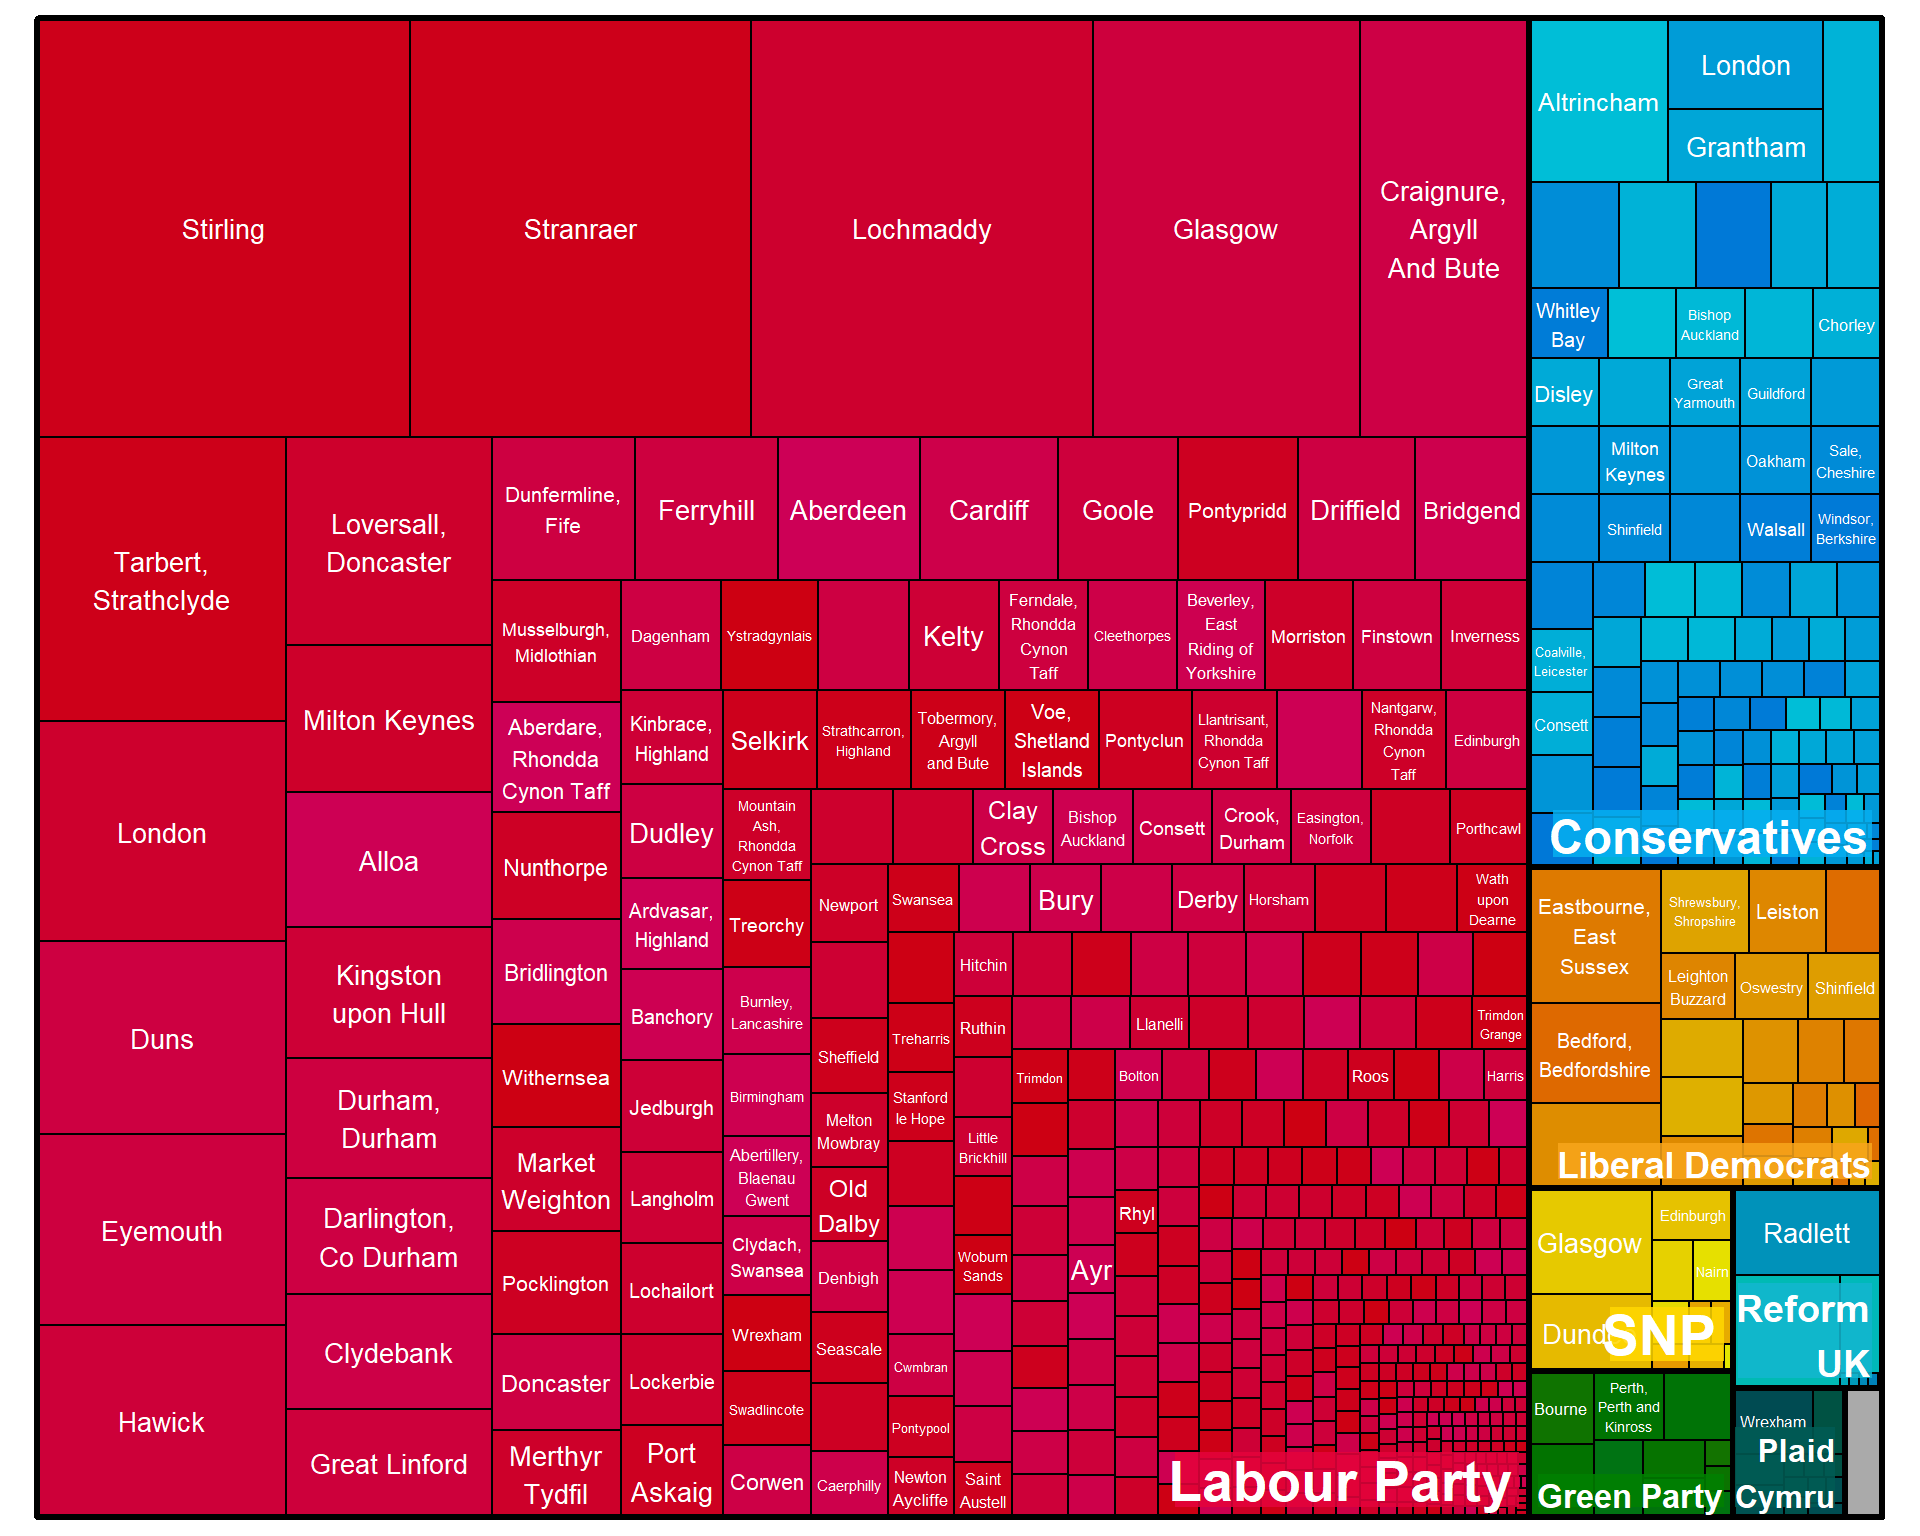 Stirling
Stranraer
Lochmaddy
Glasgow
Craignure,
Argyll
And Bute
Tarbert,
Strathclyde
London
Duns
Eyemouth
Hawick
Loversall,
Doncaster
Milton Keynes
Alloa
Kingston
upon Hull
Durham,
Durham
Darlington,
Co Durham
Clydebank
Great Linford
Dunfermline,
Fife
Ferryhill
Aberdeen
Cardiff
Goole
Pontypridd
Driffield
Bridgend
Musselburgh,
Midlothian
Aberdare,
Rhondda
Cynon Taff
Nunthorpe
Bridlington
Withernsea
Market
Weighton
Pocklington
Doncaster
Merthyr
Tydfil
Dagenham
Ystradgynlais
Kelty
Ferndale,
Rhondda
Cynon
Taff
Cleethorpes
Beverley,
East
Riding of
Yorkshire
Morriston
Finstown
Inverness
Kinbrace,
Highland
Dudley
Ardvasar,
Highland
Banchory
Jedburgh
Langholm
Lochailort
Lockerbie
Port
Askaig
Selkirk
Strathcarron,
Highland
Tobermory,
Argyll
and Bute
Voe,
Shetland
Islands
Pontyclun
Llantrisant,
Rhondda
Cynon Taff
Nantgarw,
Rhondda
Cynon
Taff
Edinburgh
Mountain
Ash,
Rhondda
Cynon Taff
Treorchy
Burnley,
Lancashire
Birmingham
Abertillery,
Blaenau
Gwent
Clydach,
Swansea
Wrexham
Swadlincote
Corwen
Clay
Cross
Bishop
Auckland
Consett
Crook,
Durham
Easington,
Norfolk
Porthcawl
Newport
Sheffield
Melton
Mowbray
Old
Dalby
Denbigh
Seascale
Caerphilly
Swansea
Bury
Derby
Horsham
Wath
upon
Dearne
Treharris
Stanford
le Hope
Cwmbran
Pontypool
Newton
Aycliffe
Hitchin
Ruthin
Little
Brickhill
Woburn
Sands
Saint
Austell
Llanelli
Trimdon
Grange
Trimdon
Bolton
Roos
Harris
Rhyl
Ayr
Labour Party
Altrincham
London
Grantham
Whitley
Bay
Bishop
Auckland
Chorley
Disley
Great
Yarmouth
Guildford
Milton
Keynes
Oakham
Sale,
Cheshire
Shinfield
Walsall
Windsor,
Berkshire
Coalville,
Leicester
Consett
Conservatives
Eastbourne,
East
Sussex
Shrewsbury,
Shropshire
Leiston
Leighton
Buzzard
Oswestry
Shinfield
Bedford,
Bedfordshire
Liberal Democrats
Glasgow
Edinburgh
Nairn
SNP
Radlett
Reform
UK
Bourne
Perth,
Perth and
Kinross
Green Party
Wrexham
Plaid
Cymru